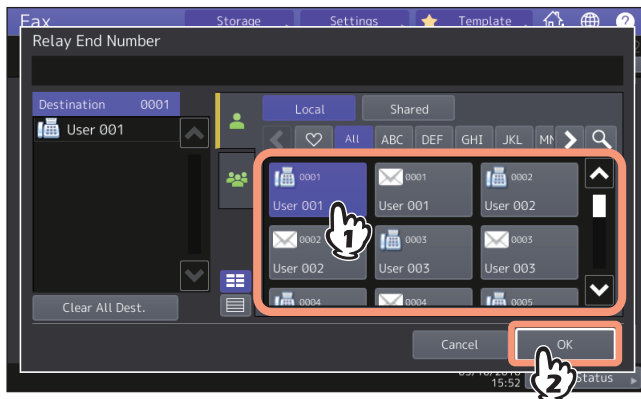 Fax Storage Settings Template
Relay End Number
Destination 0001
User 001
Local Shared
All ABC DEF GHI JKL MN
0001 User 001
0001 User 001
0002 User 002
0002 User 002
0003 User 003
0003 User 003
0004 0004 0005
1
Clear All Dest.
Cancel OK
15:52 Status
2